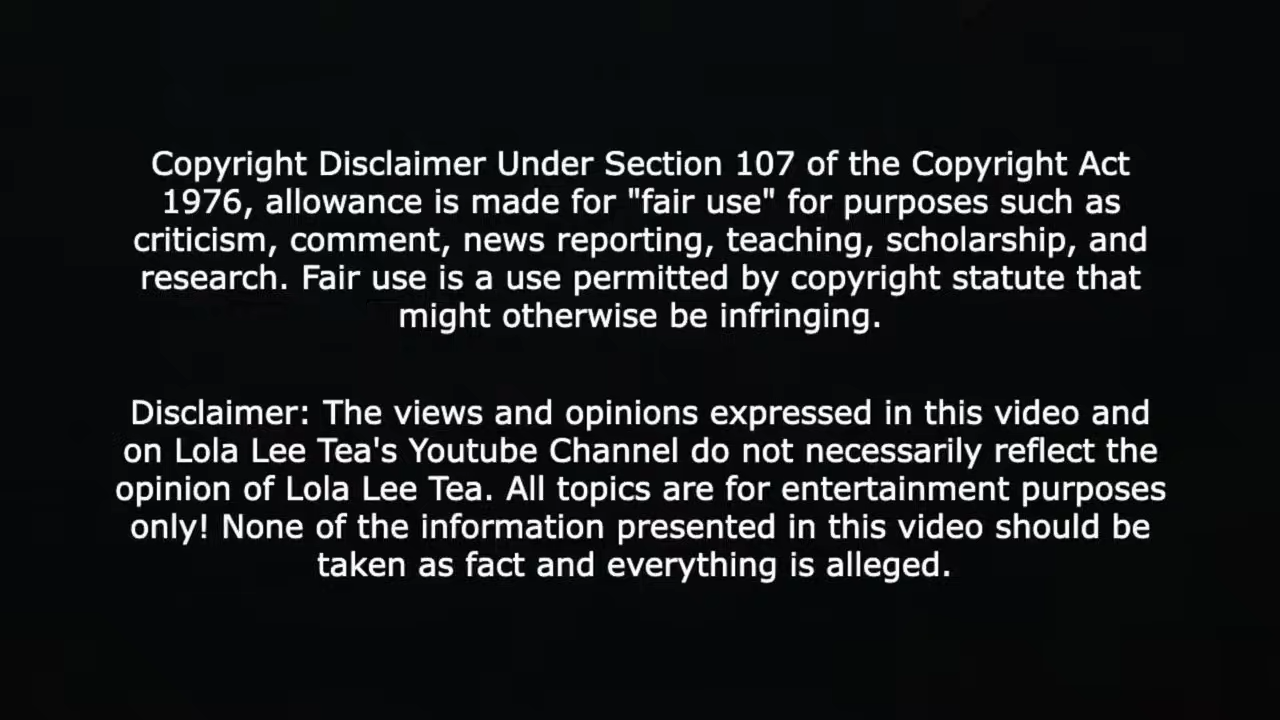 Copyright Disclaimer Under Section 107 of the Copyright Act
1976, allowance is made for "fair use" for purposes such as
criticism, comment, news reporting, teaching, scholarship, and
research. Fair use is a use permitted by copyright statute that
might otherwise be infringing.
Disclaimer: The views and opinions expressed in this video and
on Lola Lee Tea's Youtube Channel do not necessarily reflect the
opinion of Lola Lee Tea. All topics are for entertainment purposes
only! None of the information presented in this video should be
taken as fact and everything is alleged.